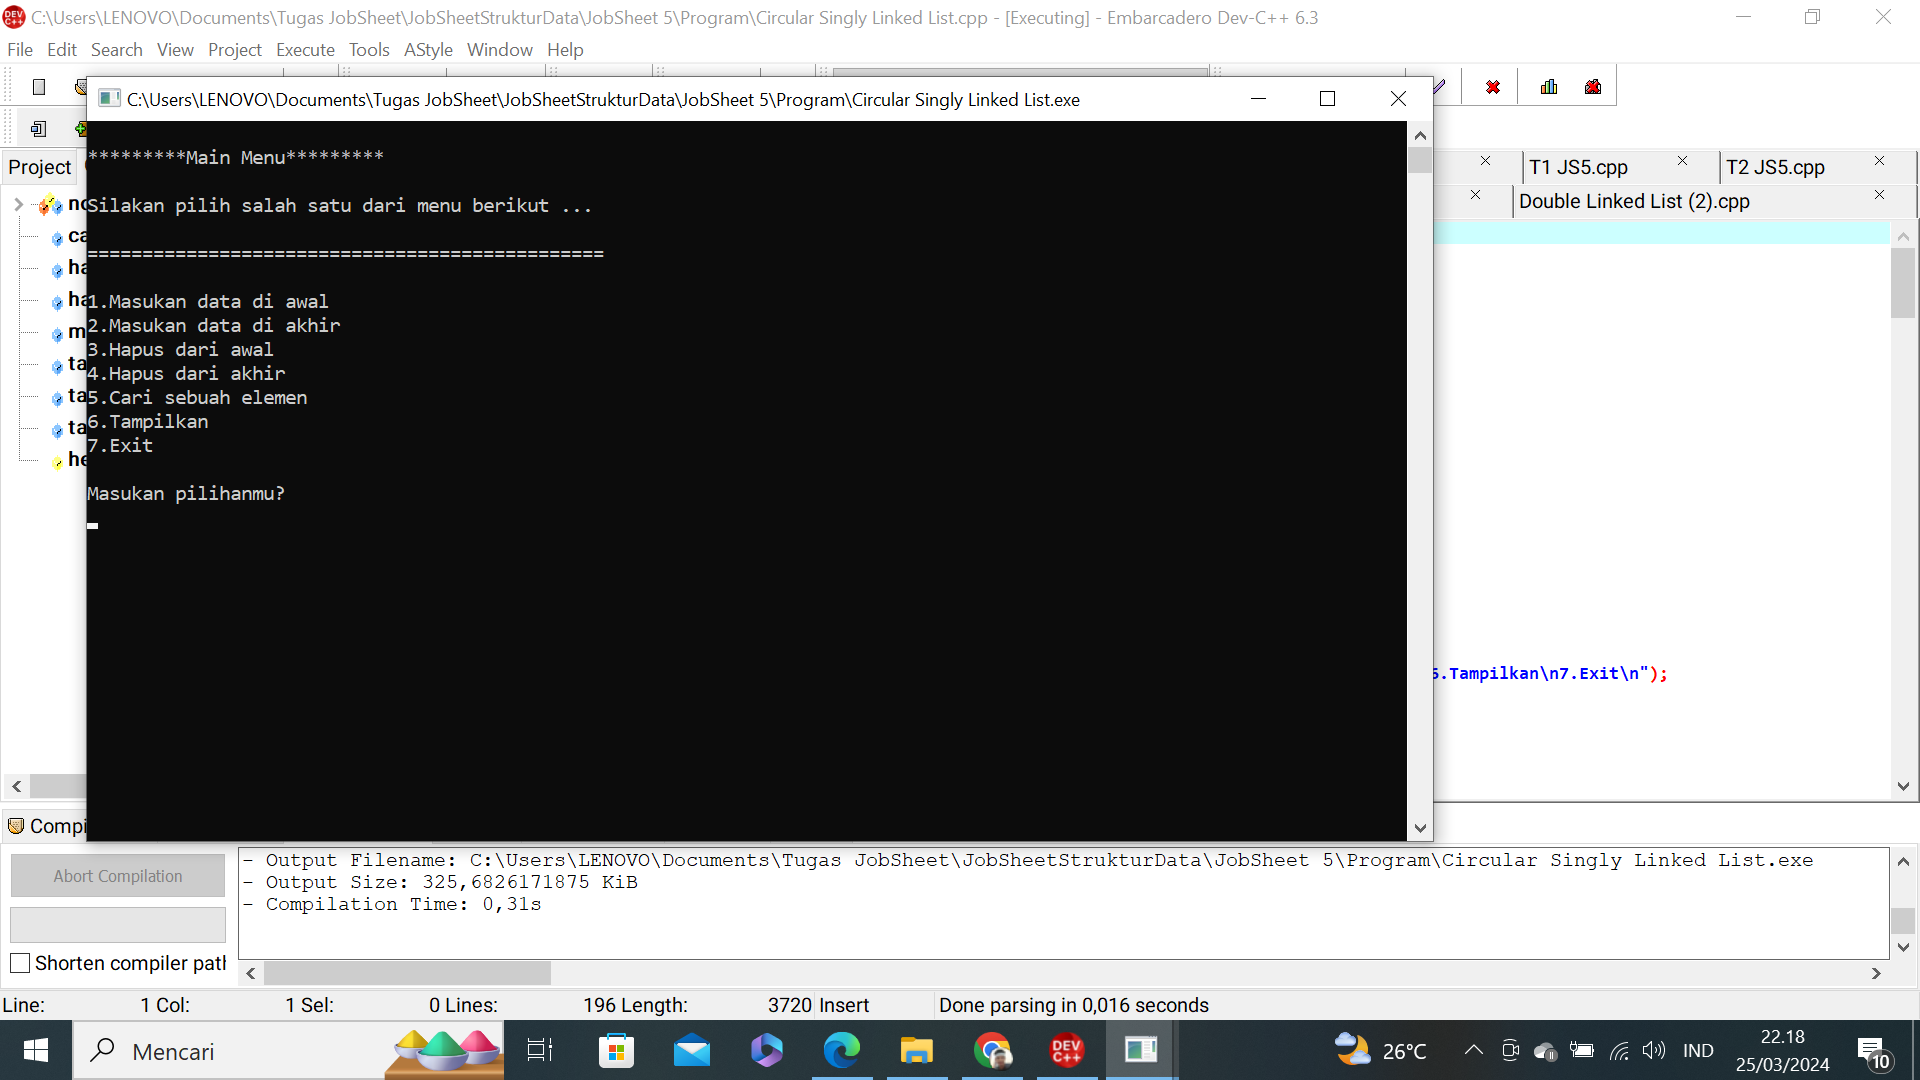 C:\Users\LENOVO\Documents\Tugas JobSheet\JobSheetStrukturData\JobSheet 5\Program\Circular Singly Linked List.cpp - [Executing] - Embarcadero Dev-C++ 6.3
File Edit Search View Project Execute Tools AStyle Window Help
C:\Users\LENOVO\Documents\Tugas JobSheet\JobSheetStrukturData\JobSheet 5\Program\Circular Singly Linked List.exe
Project
T1 JS5.cpp
T2 JS5.cpp
Double Linked List (2).cpp
*********Main Menu*********
Silakan pilih salah satu dari menu berikut ...
===============================================
1.Masukan data di awal
2.Masukan data di akhir
3.Hapus dari awal
4.Hapus dari akhir
5.Cari sebuah elemen
6.Tampilkan
7.Exit
Masukan pilihanmu?
6.Tampilkan\n7.Exit\n");
Compi
Abort Compilation
Shorten compiler path
- Output Filename: C:\Users\LENOVO\Documents\Tugas JobSheet\JobSheetStrukturData\JobSheet 5\Program\Circular Singly Linked List.exe
- Output Size: 325,6826171875 KiB
- Compilation Time: 0,31s
Line: 1 Col: 1 Sel: 0 Lines: 196 Length: 3720 Insert Done parsing in 0,016 seconds
Mencari
DEV C++
26°C
IND
22.18
25/03/2024
10